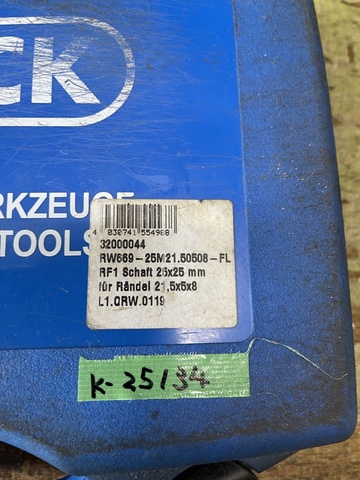 CK
RKZEUGE
TOOLS
4 030741 554988
32000044
RW669-25M21.50508-FL
RF1 Schaft 25x25 mm
für Rändel 21,5x5x8
L1.QRW.0119
K-25134